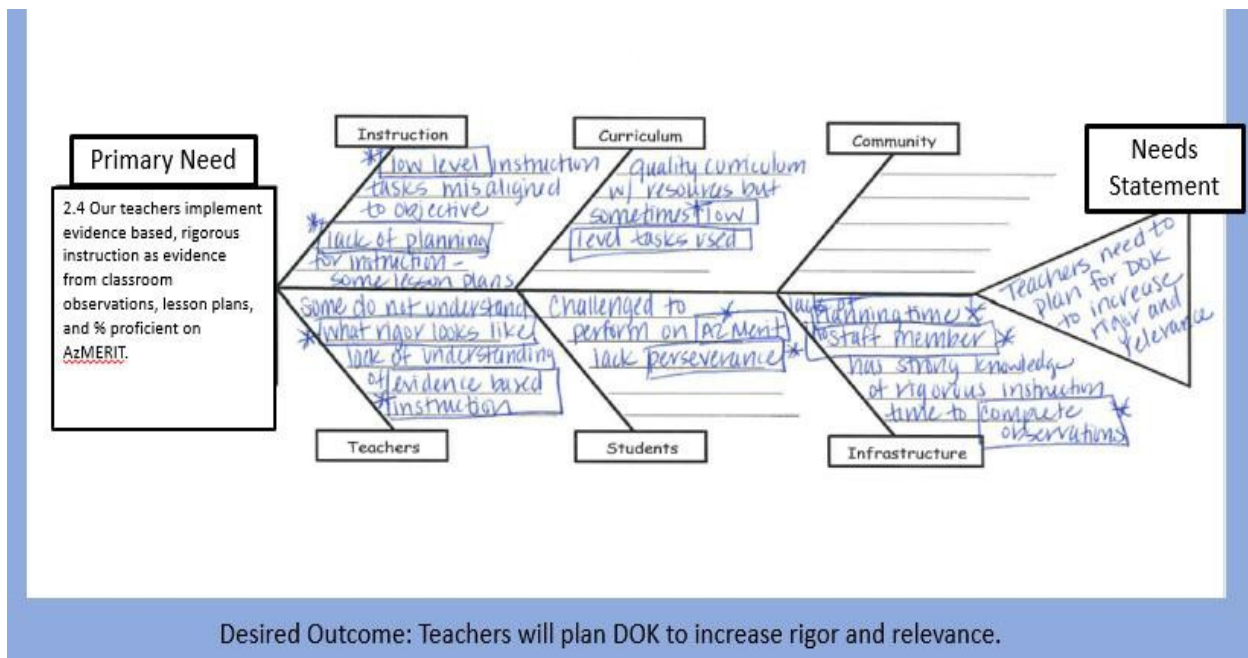 Primary Need
2.4 Our teachers implement
evidence based, rigorous
instruction as evidence
from classroom
observations, lesson plans,
and % proficient on
AzMERIT.
Instruction
*low level instruction
tasks misaligned
to objective
*lack of planning
for instruction -
some lesson plans
Curriculum
quality curriculum
w/ resources but
sometimes *low
level tasks used
Community
Needs
Statement
Teachers need to
plan for DOK
to increase
rigor and
relevance
some do not understand
*what rigor looks like
lack of understanding
of evidence based
*instruction
Teachers
Challenged to
perform on AzMerit *
lack perseverance *
Students
lack of
planning time *
staff member *
has strong knowledge
of rigorous instruction
time to compete
observations *
Infrastructure
Desired Outcome: Teachers will plan DOK to increase rigor and relevance.